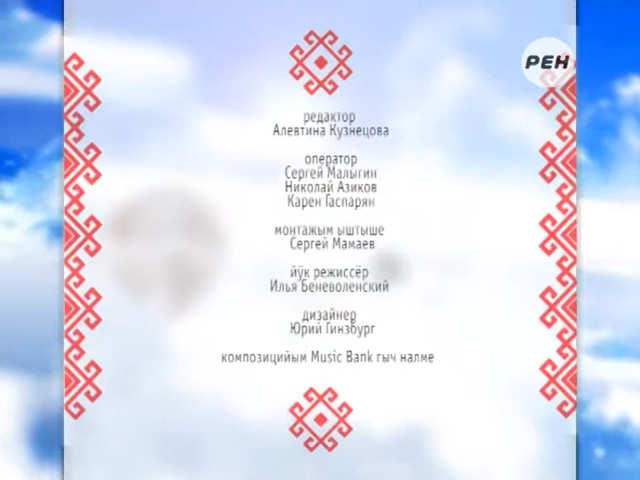 РЕН
редактор
Алевтина Кузнецова
оператор
Сергей Малыгин
Николай Азиков
Карен Гаспарян
монтажым ыштыше
Сергей Мамаев
йӱк режиссёр
Илья Беневоленский
дизайнер
Юрий Гинзбург
композицийым Music Bank гыч налме